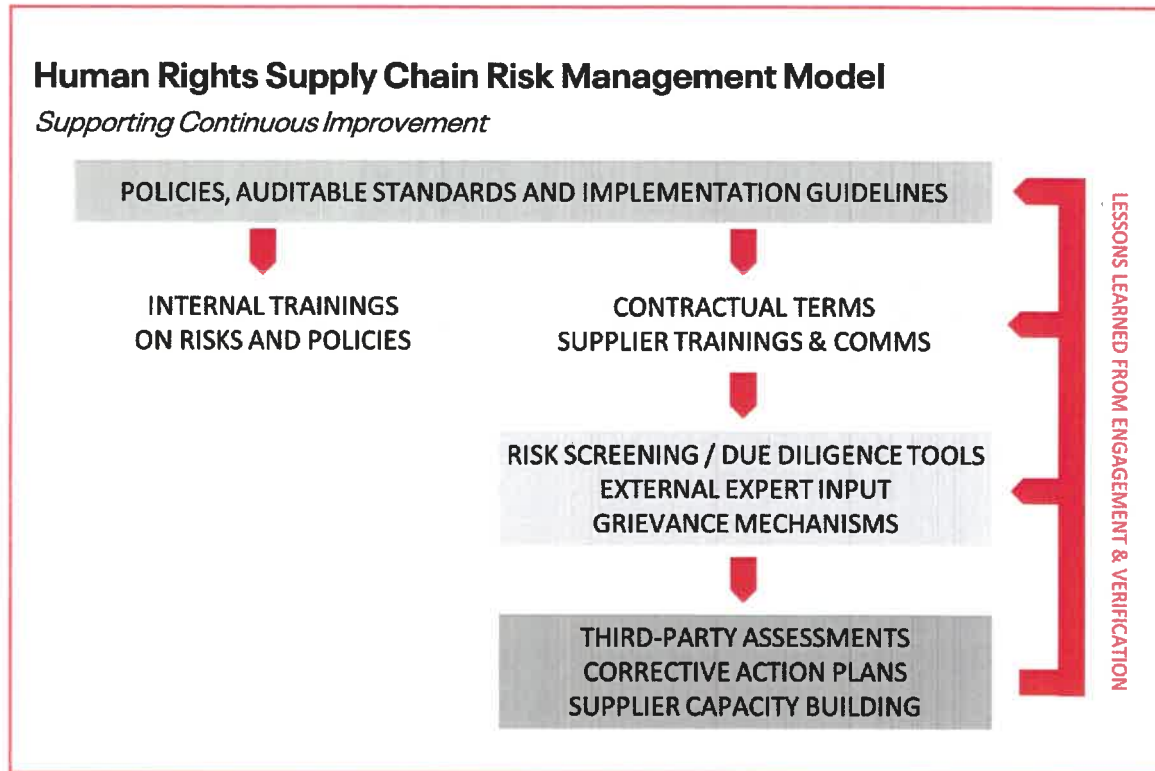 Human Rights Supply Chain Risk Management Model
Supporting Continuous Improvement
POLICIES, AUDITABLE STANDARDS AND IMPLEMENTATION GUIDELINES
INTERNAL TRAININGS
ON RISKS AND POLICIES
CONTRACTUAL TERMS
SUPPLIER TRAININGS & COMMS
RISK SCREENING / DUE DILIGENCE TOOLS
EXTERNAL EXPERT INPUT
GRIEVANCE MECHANISMS
THIRD-PARTY ASSESSMENTS
CORRECTIVE ACTION PLANS
SUPPLIER CAPACITY BUILDING
LESSONS LEARNED FROM ENGAGEMENT & VERIFICATION